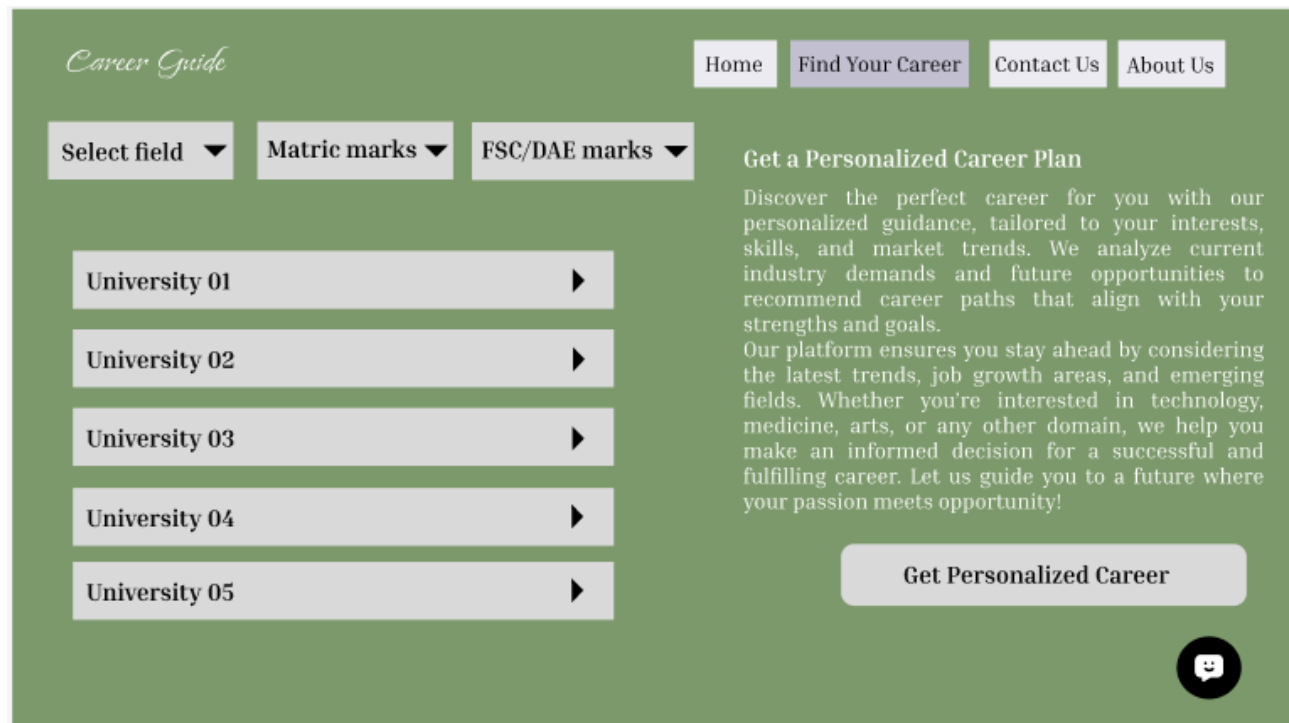 Career Guide
Home
Find Your Career
Contact Us
About Us
Select field
Matric marks
FSC/DAE marks
University 01
University 02
University 03
University 04
University 05
Get a Personalized Career Plan
Discover the perfect career for you with our
personalized guidance, tailored to your interests,
skills, and market trends. We analyze current
industry demands and future opportunities to
recommend career paths that align with your
strengths and goals.
Our platform ensures you stay ahead by considering
the latest trends, job growth areas, and emerging
fields. Whether you're interested in technology,
medicine, arts, or any other domain, we help you
make an informed decision for a successful and
fulfilling career. Let us guide you to a future where
your passion meets opportunity!
Get Personalized Career